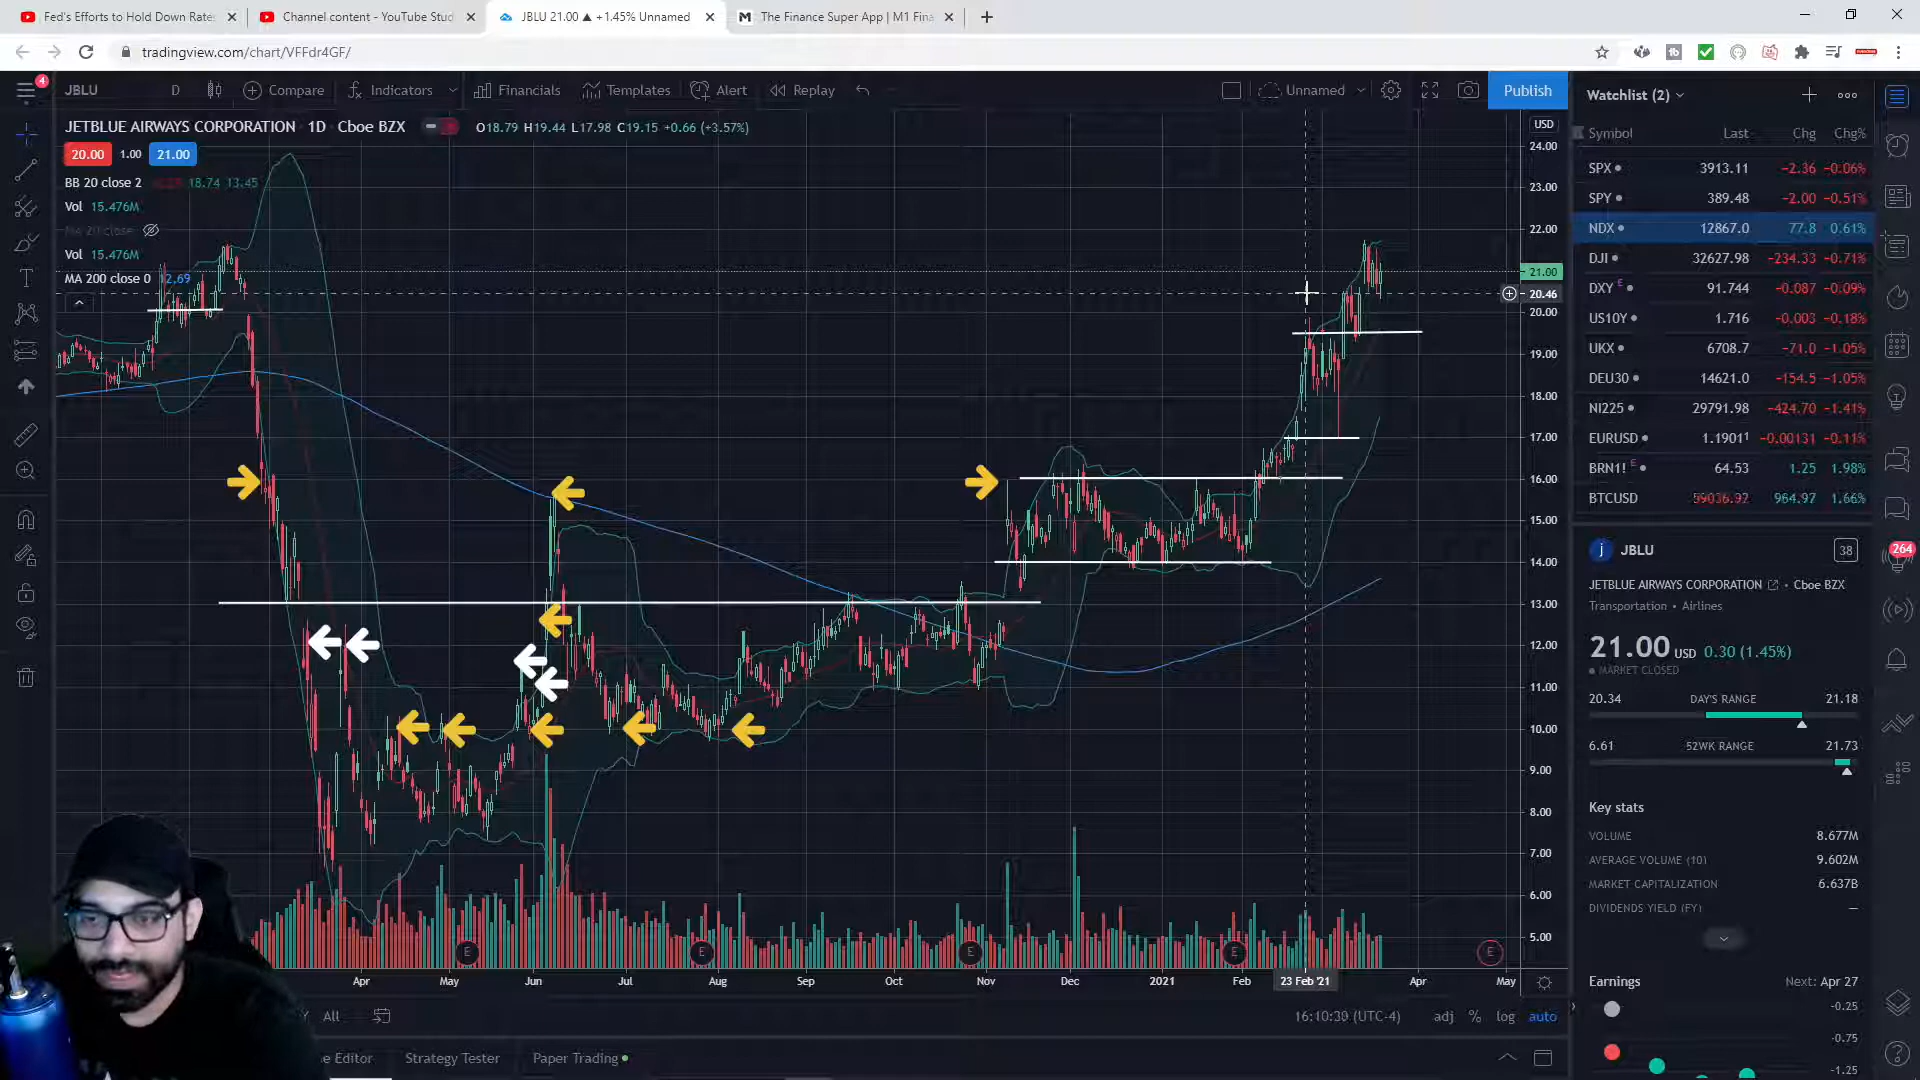 Fed's Efforts to Hold Down Rate
Channel content - YouTube Stud
JBLU 21.00 ▲ +1.45% Unnamed
The Finance Super App | M1 Fina
tradingview.com/chart/VFFdr4GF/
4
JBLU D Compare Indicators Financials Templates Alert Replay Unnamed Publish
JETBLUE AIRWAYS CORPORATION · 1D · Cboe BZX O18.79 H19.44 L17.98 C19.15 +0.66 (+3.57%)
20.00 1.00 21.00
BB 20 close 2 18.74 13.45
Vol 15.476M
MA 20 close
Vol 15.476M
MA 200 close 0 12.69
USD
24.00
23.00
22.00
21.00
20.46
20.00
19.00
18.00
17.00
16.00
15.00
14.00
13.00
12.00
11.00
10.00
9.00
8.00
7.00
6.00
5.00
E E E E E
Apr May Jun Jul Aug Sep Oct Nov Dec 2021 Feb 23 Feb '21 Apr May
All
16:10:30 (UTC-4) adj % log auto
e Editor Strategy Tester Paper Trading
Watchlist (2)
Symbol Last Chg Chg%
SPX 3913.11 −2.36 −0.06%
SPY 389.48 −2.00 −0.51%
NDX 12867.0 77.8 0.61%
DJI 32627.98 −234.33 −0.71%
DXY E 91.744 −0.087 −0.09%
US10Y 1.716 −0.003 −0.18%
UKX 6708.7 −71.0 −1.05%
DEU30 14621.0 −154.5 −1.05%
NI225 29791.98 −424.70 −1.41%
EURUSD 1.19011 −0.00131 −0.11%
BRN1! E 64.53 1.25 1.98%
BTCUSD 59036.92 964.97 1.66%
j JBLU 38
JETBLUE AIRWAYS CORPORATION · Cboe BZX
Transportation · Airlines
21.00 USD 0.30 (1.45%)
MARKET CLOSED
20.34 DAY'S RANGE 21.18
6.61 52WK RANGE 21.73
Key stats
VOLUME 8.677M
AVERAGE VOLUME (10) 9.602M
MARKET CAPITALIZATION 6.637B
DIVIDENDS YIELD (FY) —
Earnings Next: Apr 27
-0.25
-0.75
-1.25
264